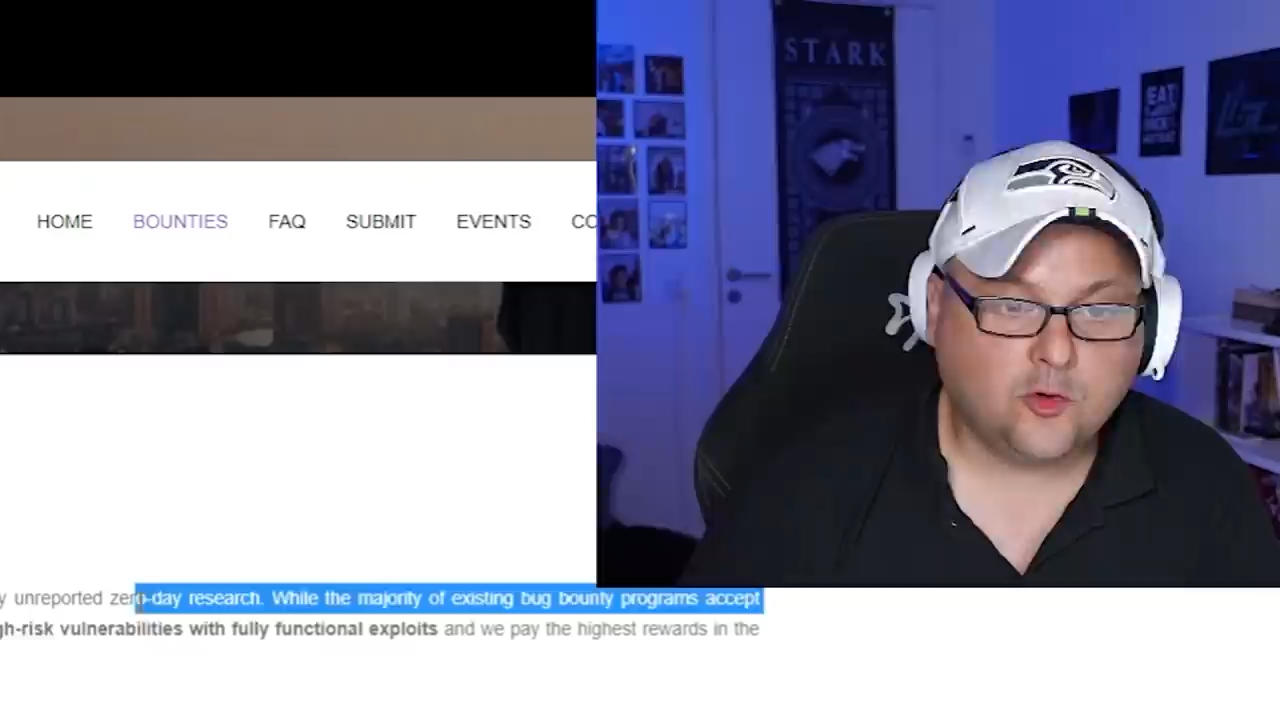 STARK
EAT
HOME BOUNTIES FAQ SUBMIT EVENTS CO
y unreported zero-day research. While the majority of existing bug bounty programs accept
gh-risk vulnerabilities with fully functional exploits and we pay the highest rewards in the